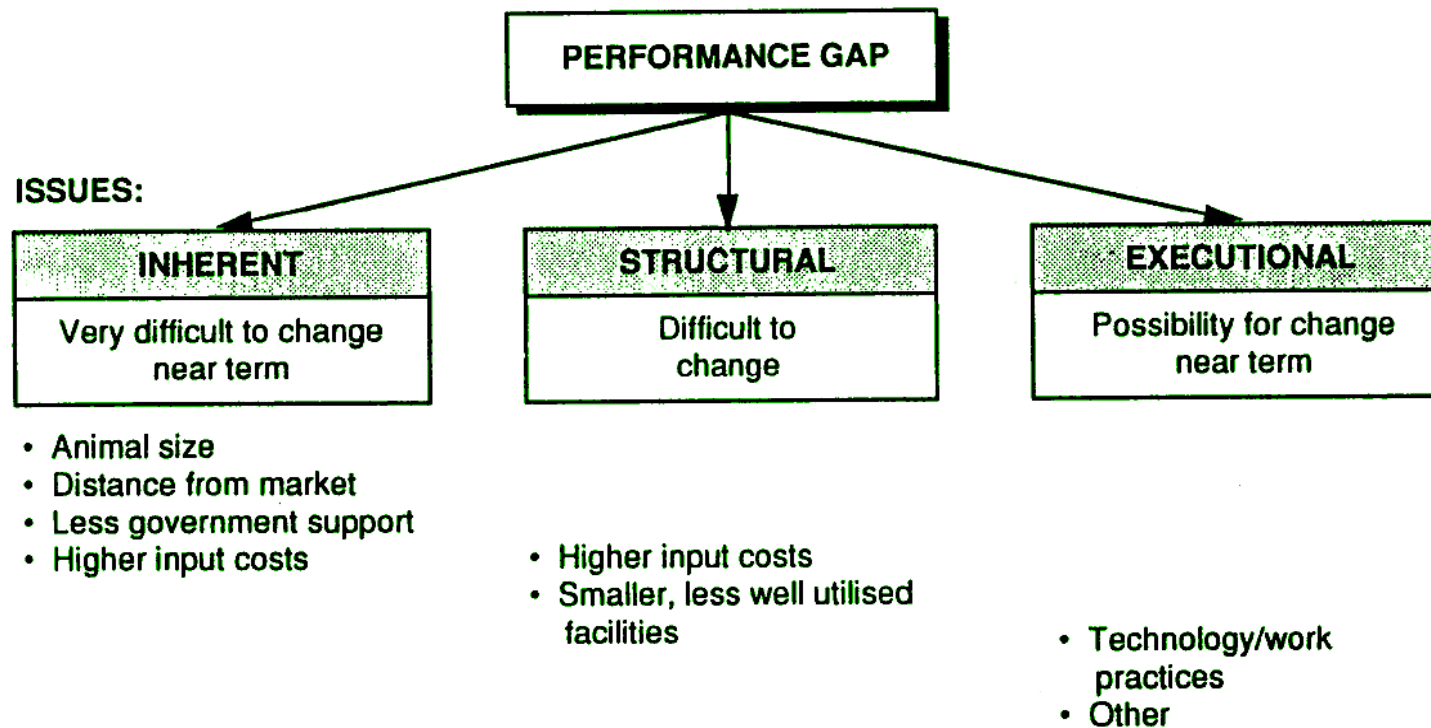 PERFORMANCE GAP
ISSUES:
INHERENT
Very difficult to change
near term
• Animal size
• Distance from market
• Less government support
• Higher input costs
STRUCTURAL
Difficult to
change
• Higher input costs
• Smaller, less well utilised
facilities
EXECUTIONAL
Possibility for change
near term
• Technology/work
practices
• Other